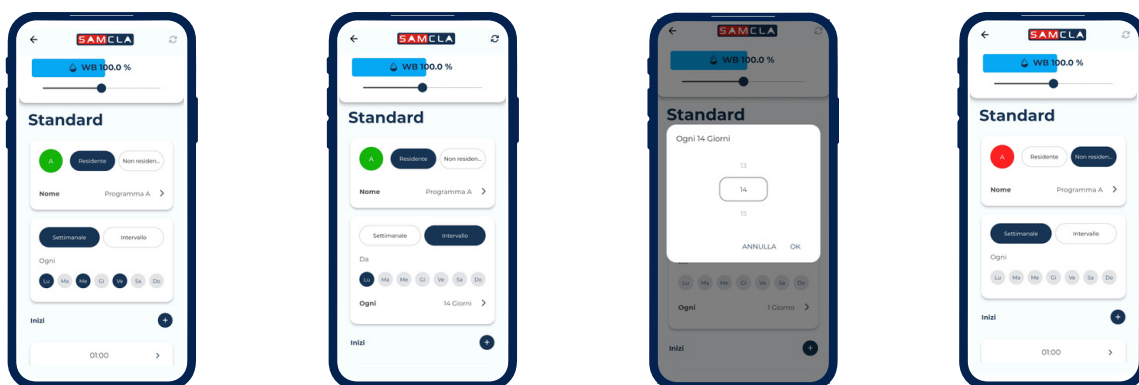 SAMCLA
WB 100.0 %
Standard
A Residente Non residen..
Nome Programma A
Settimanale Intervallo
Ogni
Lu Ma Me Gi Ve Sa Do
Inizi
01:00
SAMCLA
WB 100.0 %
Standard
A Residente Non residen..
Nome Programma A
Settimanale Intervallo
Da
Lu Ma Me Gi Ve Sa Do
Ogni 14 Giorni
Inizi
SAMCLA
WB 100.0 %
Standard
Ogni 14 Giorni
13
14
15
ANNULLA OK
Lu Ma Me Gi Ve Sa Do
Ogni 1 Giorno
Inizi
SAMCLA
WB 100.0 %
Standard
A Residente Non residen..
Nome Programma A
Settimanale Intervallo
Ogni
Lu Ma Me Gi Ve Sa Do
Inizi
01:00